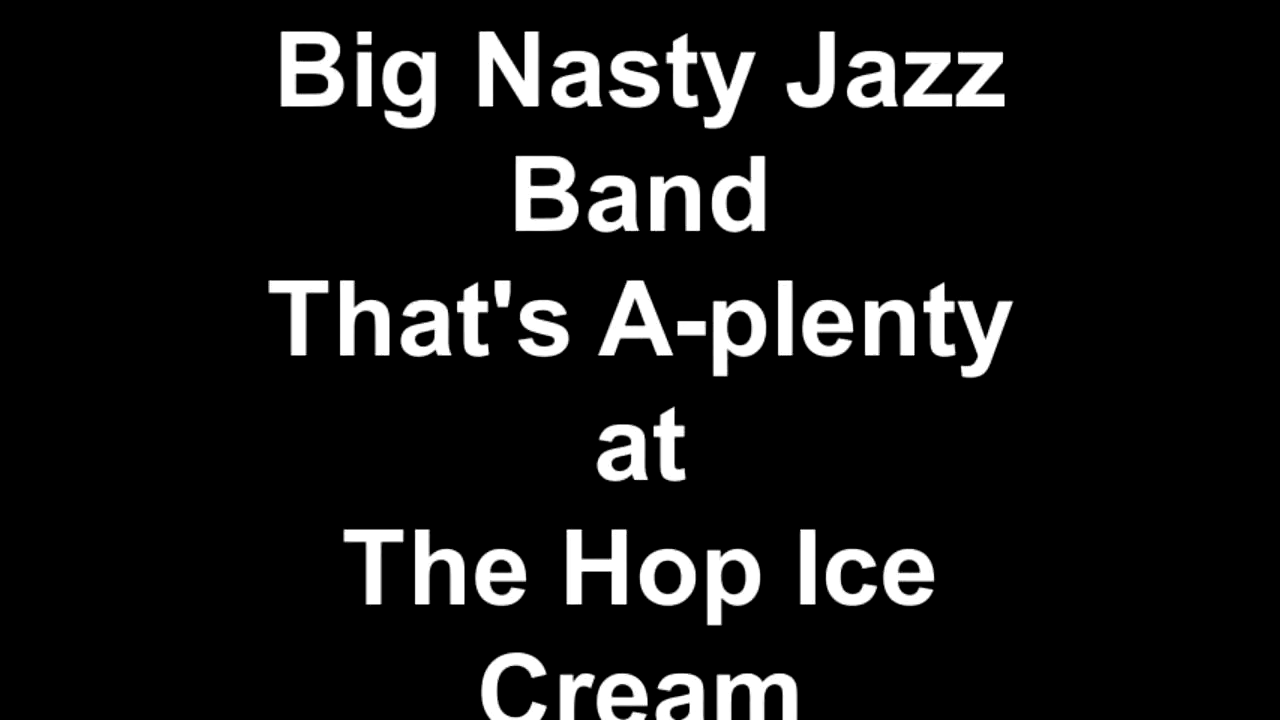 Big Nasty Jazz
Band
That's A-plenty
at
The Hop Ice
Cream